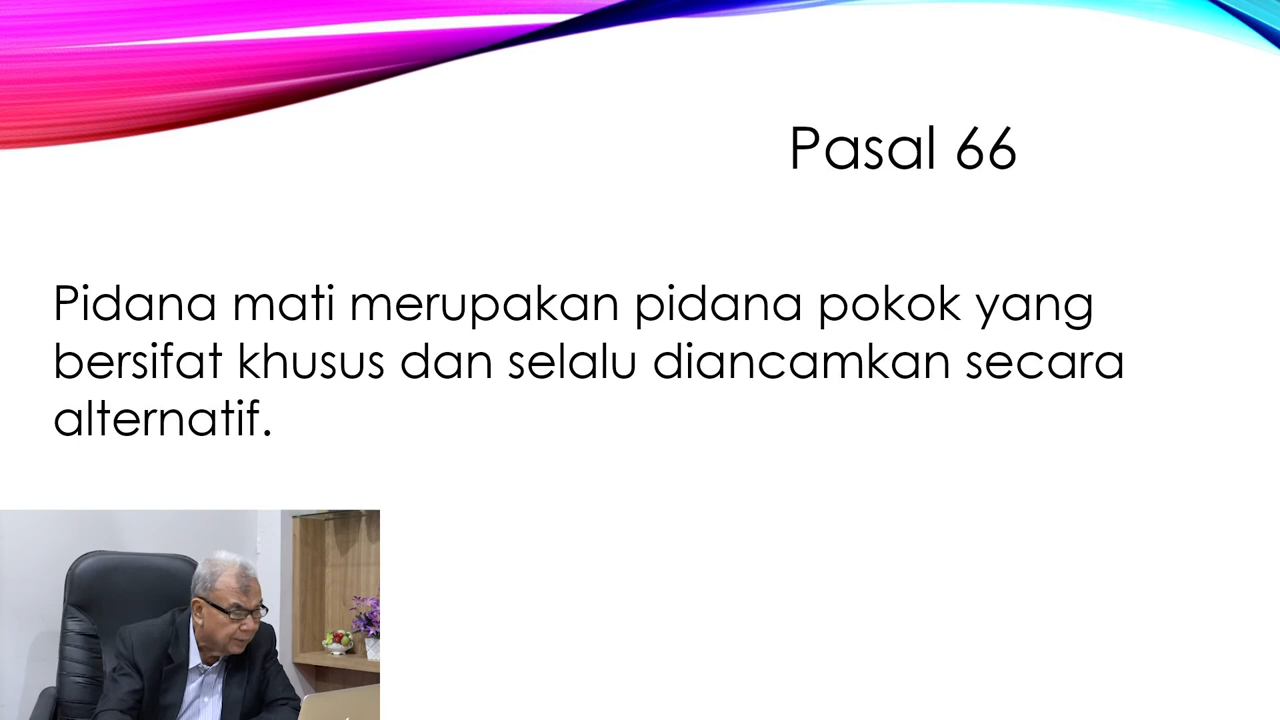 Pasal 66
Pidana mati merupakan pidana pokok yang
bersifat khusus dan selalu diancamkan secara
alternatif.